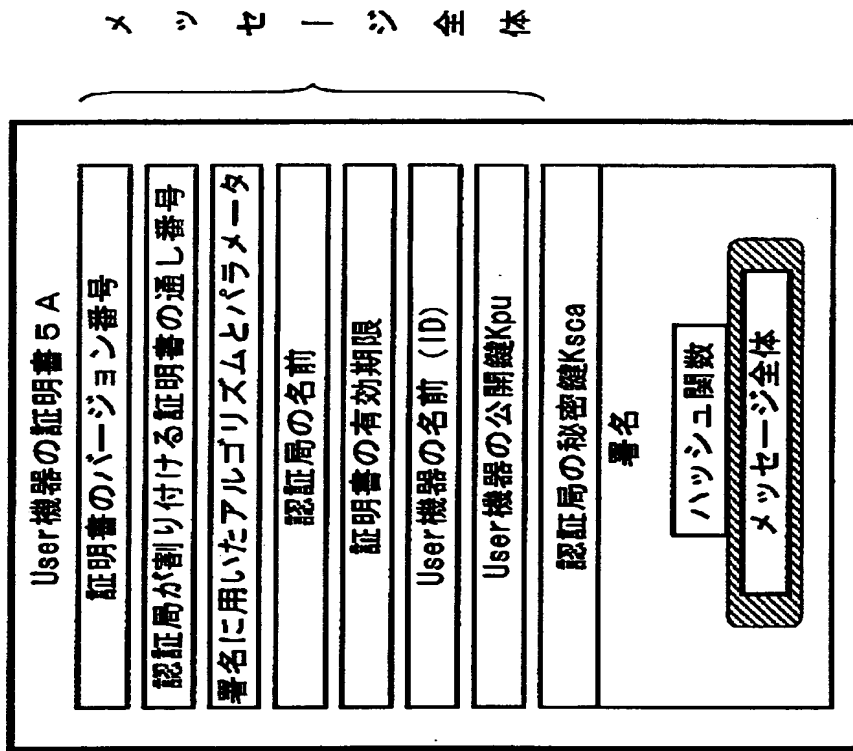 User機器の証明書5A
証明書のバージョン番号
認証局が割り付ける証明書の通し番号
署名に用いたアルゴリズムとパラメータ
認証局の名前
証明書の有効期限
User機器の名前 (ID)
User機器の公開鍵Kpu
認証局の秘密鍵Ksca
署名
ハッシュ関数
メッセージ全体
メッセージ全体